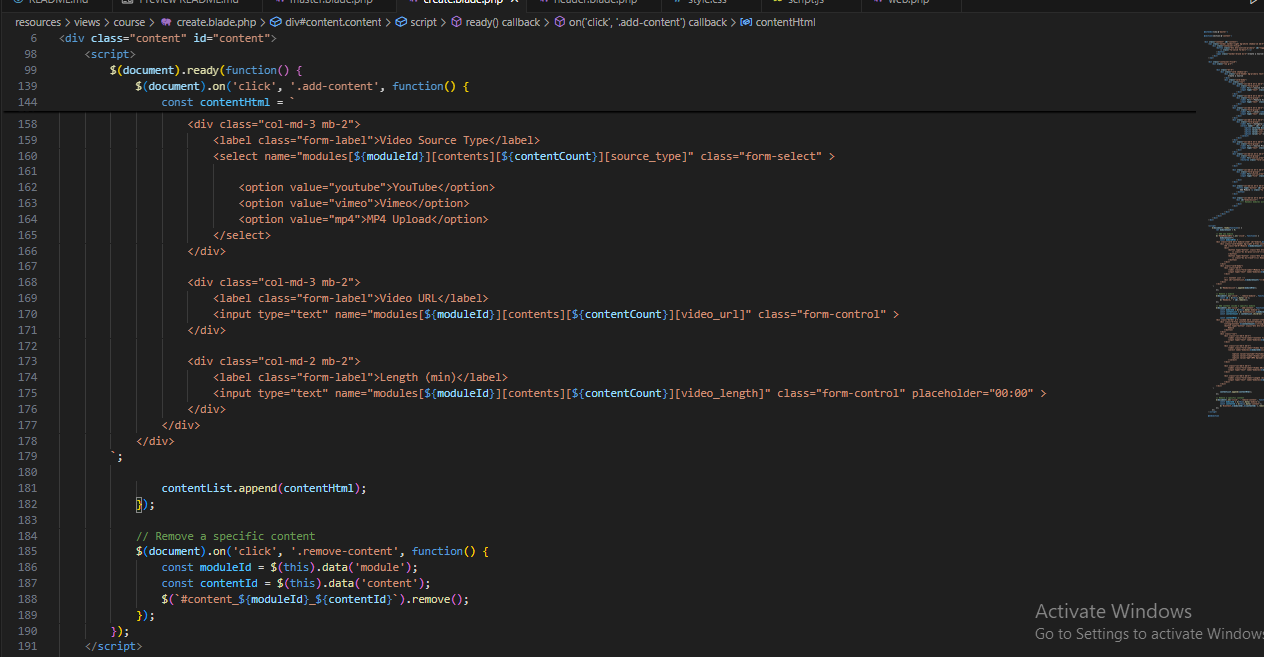 README.md Preview README.md master.blade.php create.blade.php header.blade.php style.css script.js web.php
resources > views > course > create.blade.php > div#content.content > script > ready() callback > on('click', '.add-content') callback > contentHtml
6 <div class="content" id="content">
98 <script>
99 $(document).ready(function() {
139 $(document).on('click', '.add-content', function() {
144 const contentHtml = `
158 <div class="col-md-3 mb-2">
159 <label class="form-label">Video Source Type</label>
160 <select name="modules[${moduleId}][contents][${contentCount}][source_type]" class="form-select" >
161
162 <option value="youtube">YouTube</option>
163 <option value="vimeo">Vimeo</option>
164 <option value="mp4">MP4 Upload</option>
165 </select>
166 </div>
167
168 <div class="col-md-3 mb-2">
169 <label class="form-label">Video URL</label>
170 <input type="text" name="modules[${moduleId}][contents][${contentCount}][video_url]" class="form-control" >
171 </div>
172
173 <div class="col-md-2 mb-2">
174 <label class="form-label">Length (min)</label>
175 <input type="text" name="modules[${moduleId}][contents][${contentCount}][video_length]" class="form-control" placeholder="00:00" >
176 </div>
177 </div>
178 </div>
179 `;
180
181 contentList.append(contentHtml);
182 });
183
184 // Remove a specific content
185 $(document).on('click', '.remove-content', function() {
186 const moduleId = $(this).data('module');
187 const contentId = $(this).data('content');
188 $(`#content_${moduleId}_${contentId}`).remove();
189 });
190 });
191 </script>
Activate Windows
Go to Settings to activate Windows